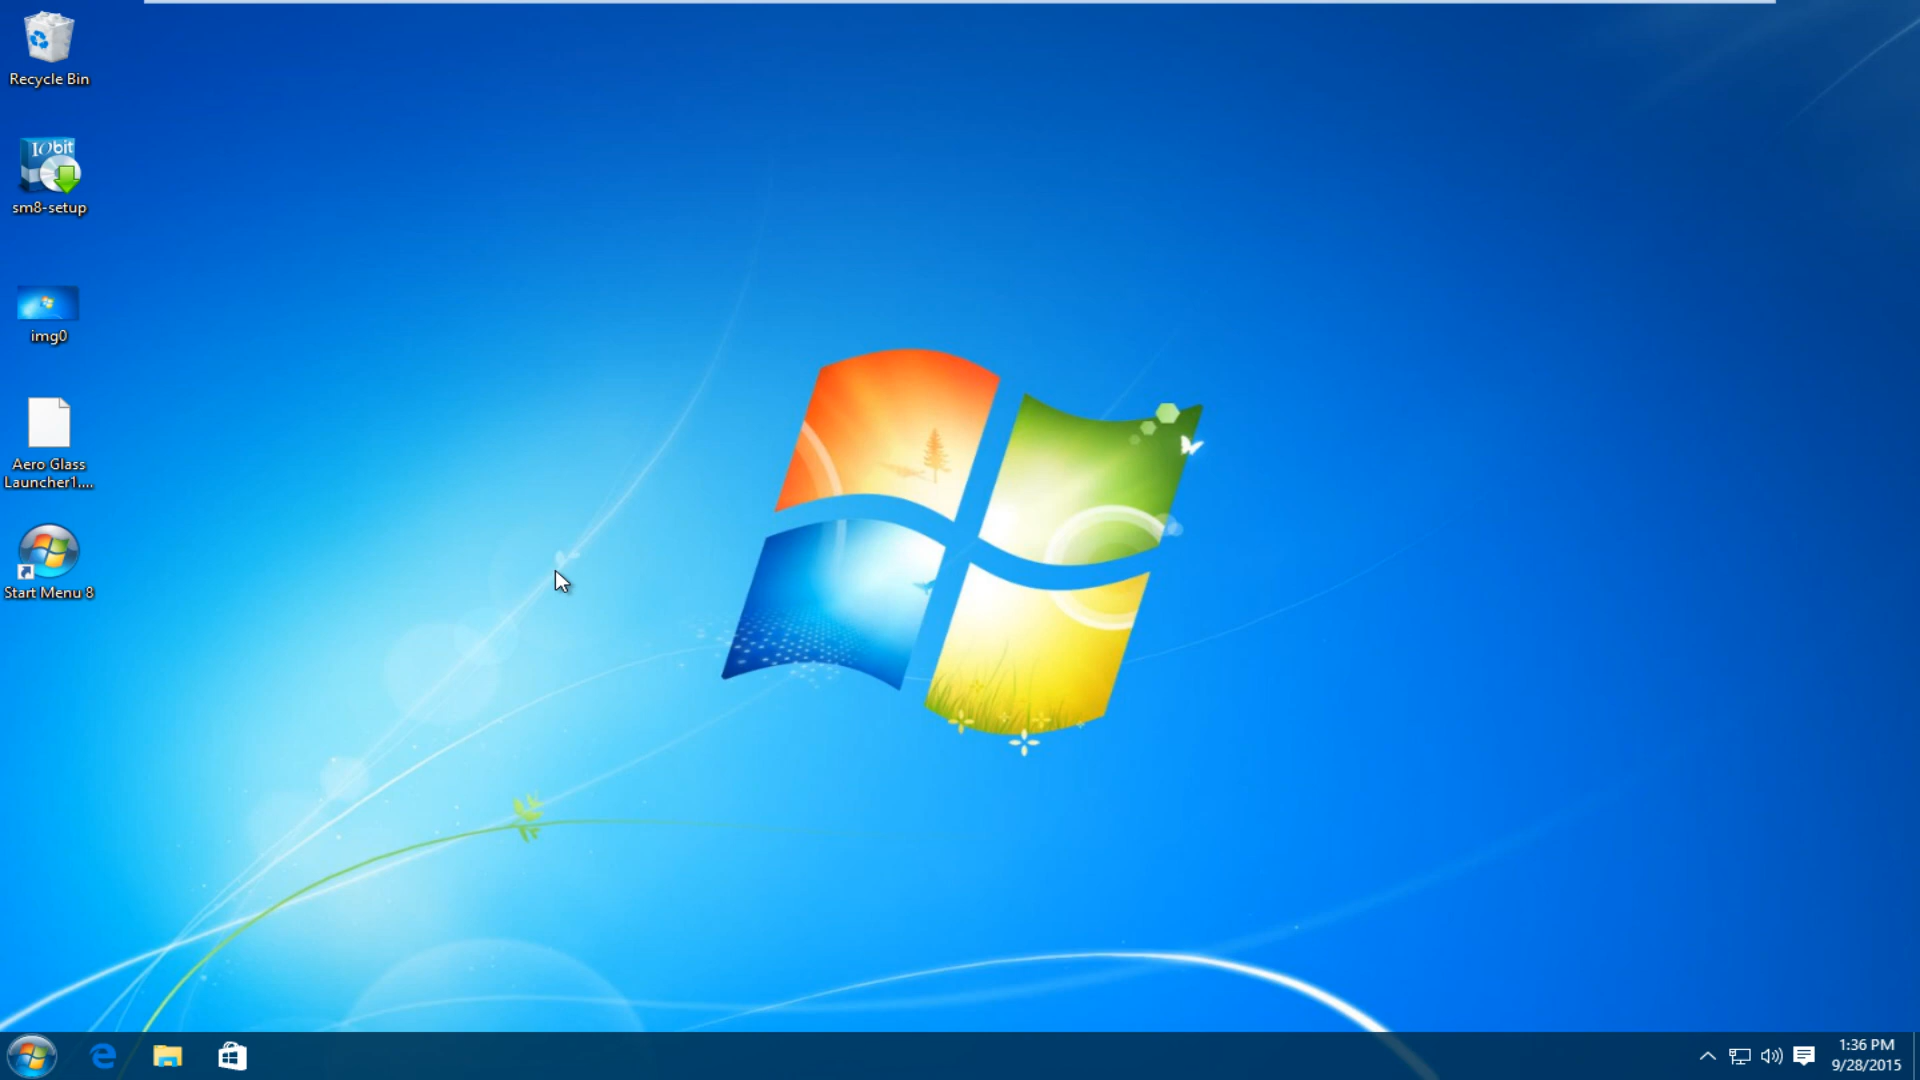 Recycle Bin
IObit
sm8-setup
img0
Aero Glass
Launcher1....
Start Menu 8
1:36 PM
9/28/2015